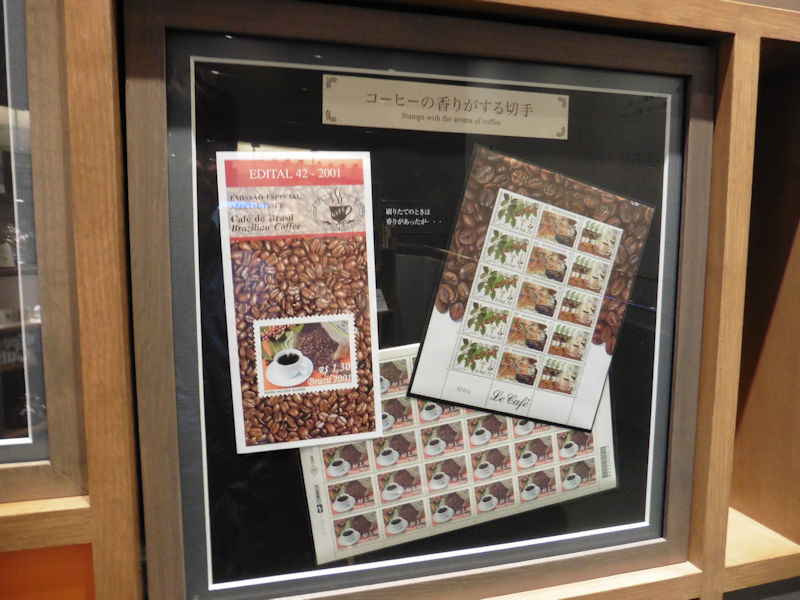 コーヒーの香りがする切手
Stamps with the aroma of coffee
EDITAL 42 - 2001
EMISSÃO ESPECIAL
SPECIAL ISSUE
Café do Brasil
Brazilian Coffee
刷りたてのときは
香りがあったが・・・
R$ 1,30
Brasil 2001
Le Café